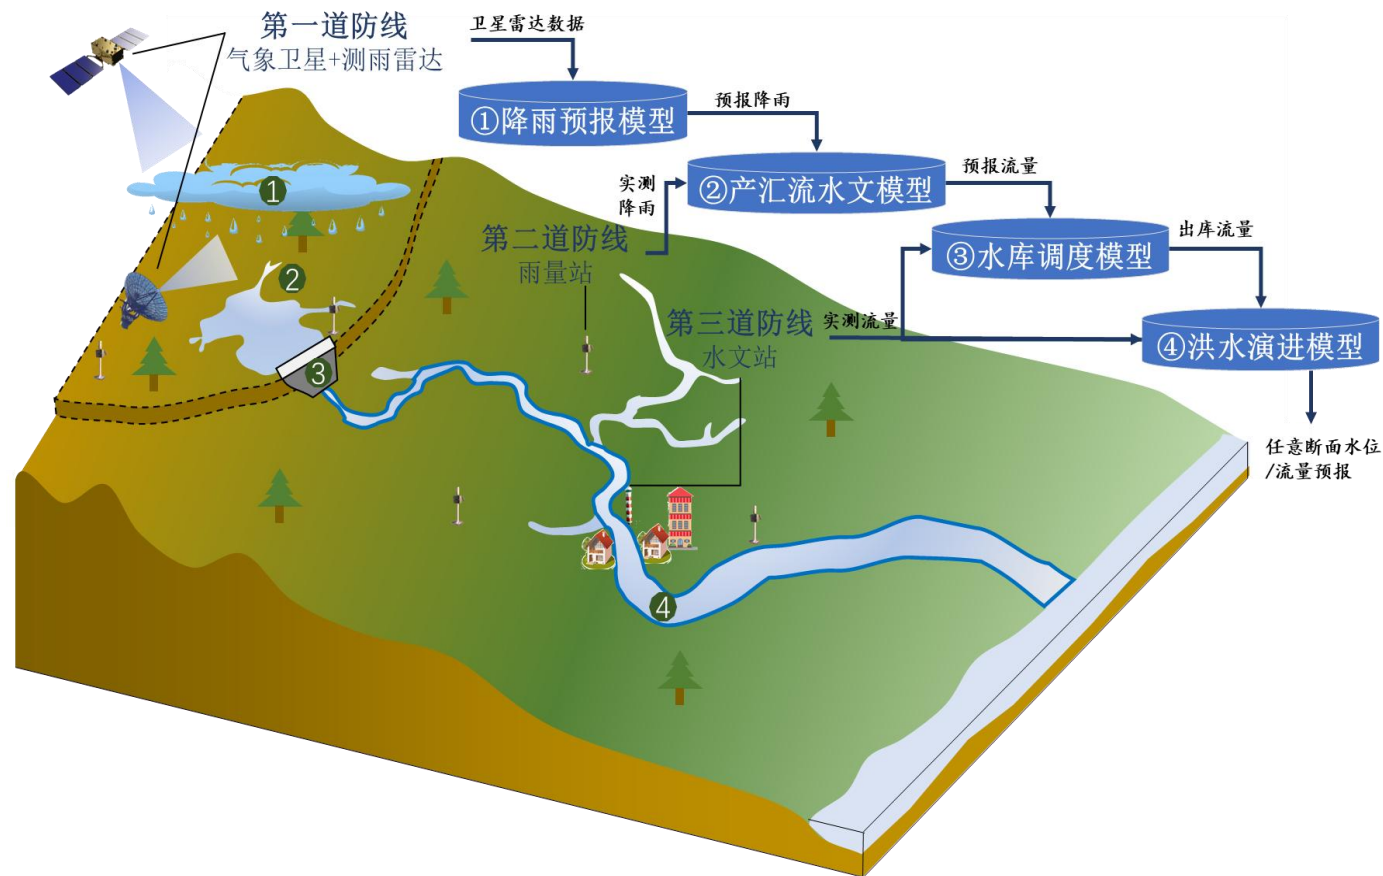 第一道防线
气象卫星+测雨雷达
卫星雷达数据
①降雨预报模型
预报降雨
实测
降雨
②产汇流水文模型
预报流量
第二道防线
雨量站
③水库调度模型
出库流量
第三道防线
水文站
实测流量
④洪水演进模型
任意断面水位
/流量预报
1
2
3
4